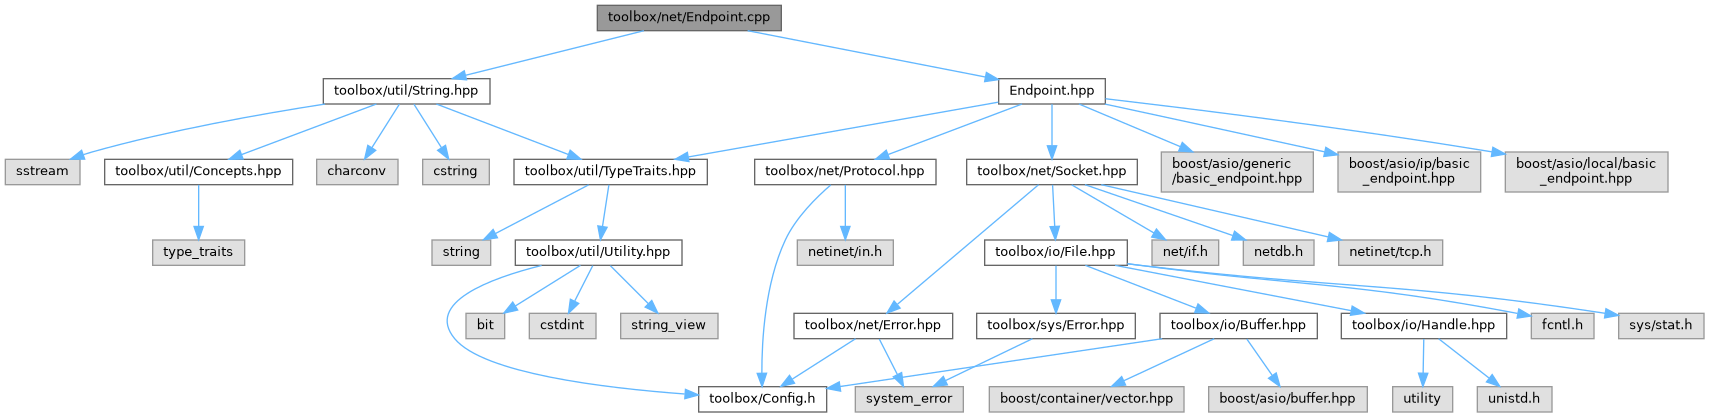 toolbox/net/Endpoint.cpp
toolbox/util/String.hpp
Endpoint.hpp
sstream
toolbox/util/Concepts.hpp
charconv
cstring
toolbox/util/TypeTraits.hpp
toolbox/net/Protocol.hpp
toolbox/net/Socket.hpp
boost/asio/generic
/basic_endpoint.hpp
boost/asio/ip/basic
_endpoint.hpp
boost/asio/local/basic
_endpoint.hpp
type_traits
string
toolbox/util/Utility.hpp
netinet/in.h
toolbox/io/File.hpp
net/if.h
netdb.h
netinet/tcp.h
bit
cstdint
string_view
toolbox/net/Error.hpp
toolbox/sys/Error.hpp
toolbox/io/Buffer.hpp
toolbox/io/Handle.hpp
fcntl.h
sys/stat.h
toolbox/Config.h
system_error
boost/container/vector.hpp
boost/asio/buffer.hpp
utility
unistd.h